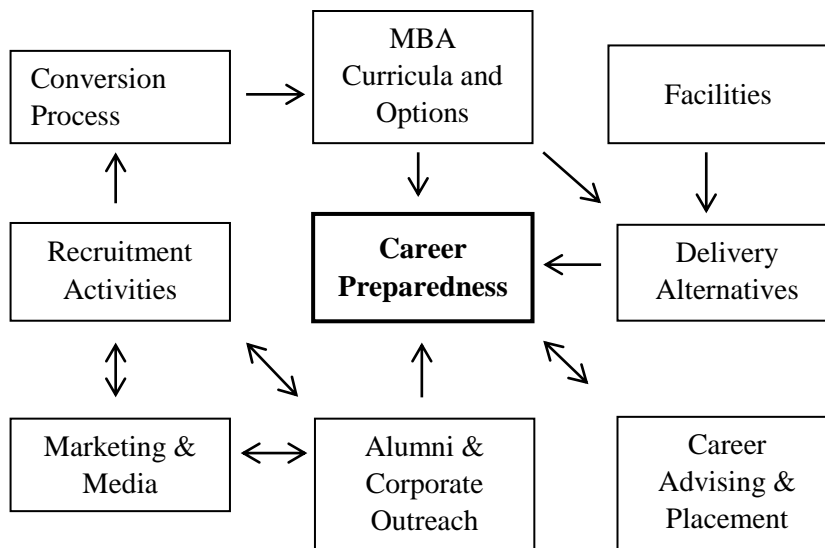 Conversion
Process
MBA
Curricula and
Options
Facilities
Recruitment
Activities
Career
Preparedness
Delivery
Alternatives
Marketing &
Media
Alumni &
Corporate
Outreach
Career
Advising &
Placement